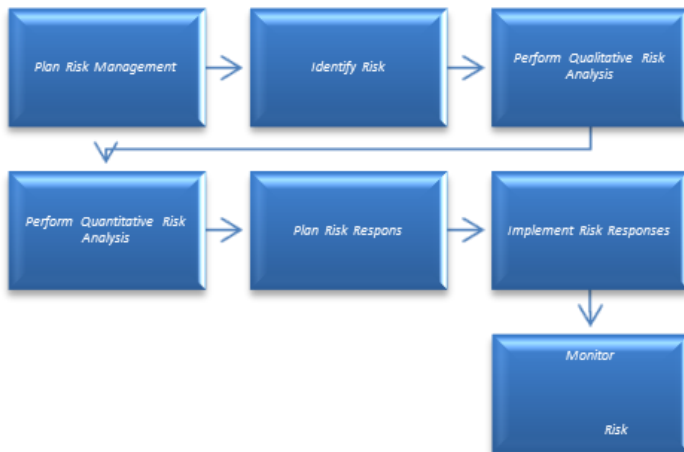 Plan Risk Management
Identify Risk
Perform Qualitative Risk
Analysis
Perform Quantitative Risk
Analysis
Plan Risk Respons
Implement Risk Responses
Monitor
Risk